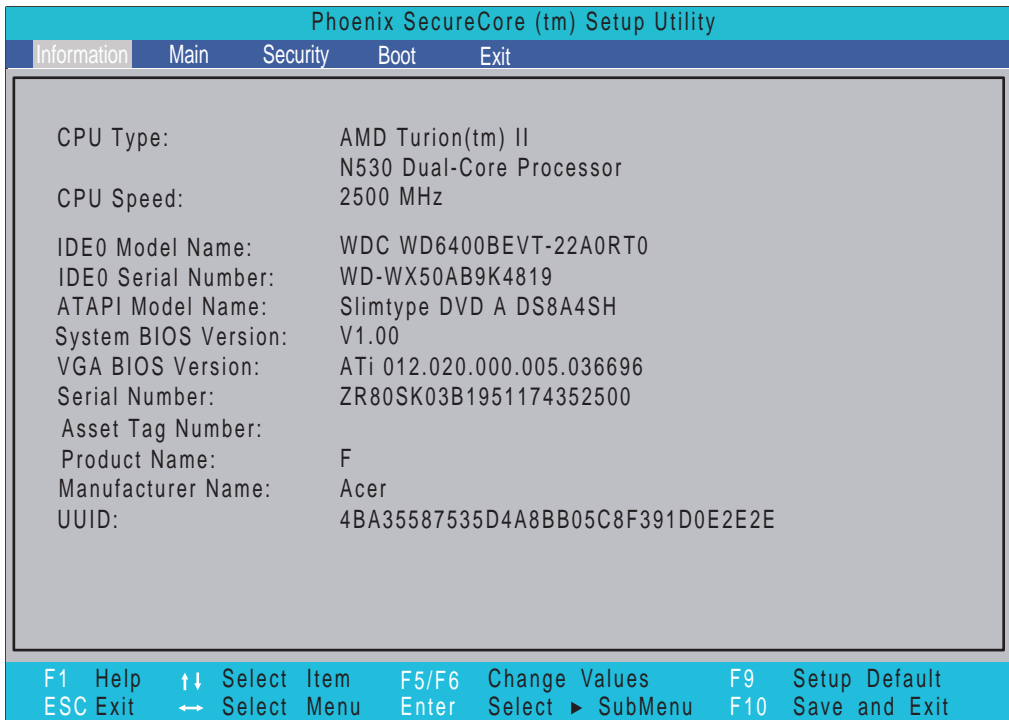 Phoenix SecureCore (tm) Setup Utility
Information Main Security Boot Exit
CPU Type: AMD Turion(tm) II
N530 Dual-Core Processor
CPU Speed: 2500 MHz
IDE0 Model Name: WDC WD6400BEVT-22A0RT0
IDE0 Serial Number: WD-WX50AB9K4819
ATAPI Model Name: Slimtype DVD A DS8A4SH
System BIOS Version: V1.00
VGA BIOS Version: ATi 012.020.000.005.036696
Serial Number: ZR80SK03B1951174352500
Asset Tag Number:
Product Name: F
Manufacturer Name: Acer
UUID: 4BA35587535D4A8BB05C8F391D0E2E2E
F1 Help ↑↓ Select Item F5/F6 Change Values F9 Setup Default
ESC Exit ↔ Select Menu Enter Select ► SubMenu F10 Save and Exit